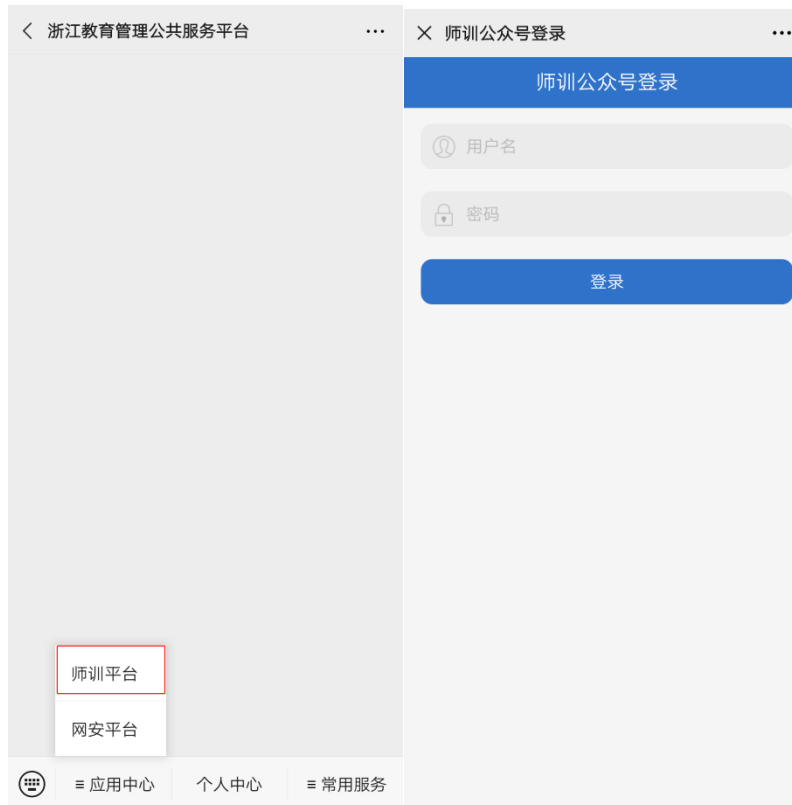 浙江教育管理公共服务平台
师训平台
网安平台
≡ 应用中心
个人中心
≡ 常用服务
师训公众号登录
师训公众号登录
用户名
密码
登录